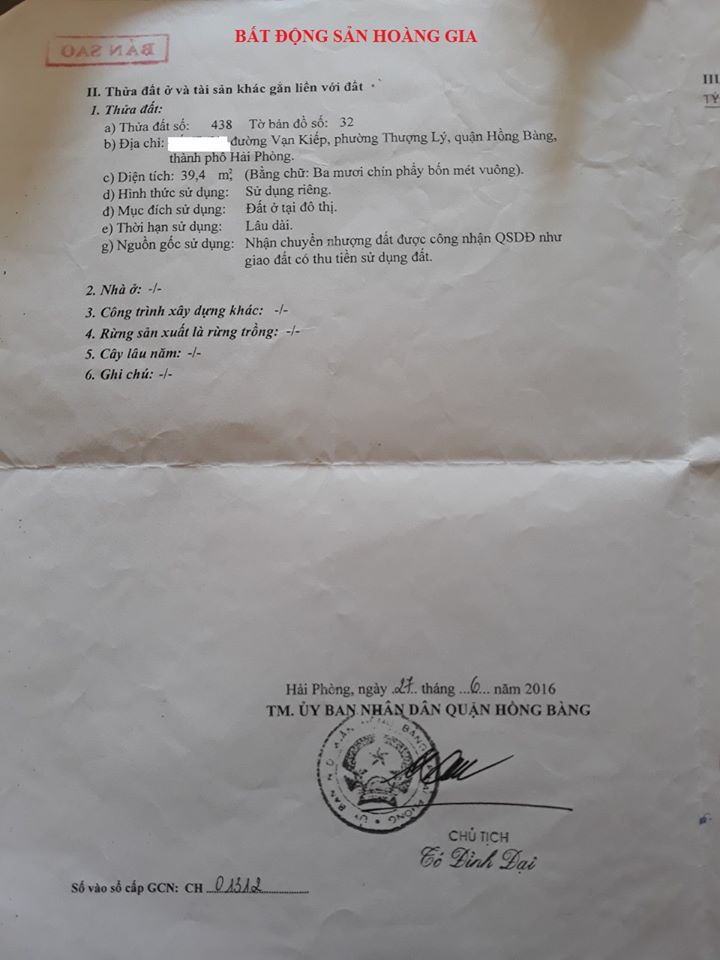 BẤT ĐỘNG SẢN HOÀNG GIA
BẢN SAO
II. Thửa đất ở và tài sản khác gắn liền với đất
III
TỶ
1. Thửa đất:
a) Thửa đất số: 438 Tờ bản đồ số: 32
b) Địa chỉ: đường Vạn Kiếp, phường Thượng Lý, quận Hồng Bàng,
thành phố Hải Phòng.
c) Diện tích: 39,4 m², (Bằng chữ: Ba mươi chín phẩy bốn mét vuông).
d) Hình thức sử dụng: Sử dụng riêng.
đ) Mục đích sử dụng: Đất ở tại đô thị.
e) Thời hạn sử dụng: Lâu dài.
g) Nguồn gốc sử dụng: Nhận chuyển nhượng đất được công nhận QSDĐ như
giao đất có thu tiền sử dụng đất.
2. Nhà ở: -/-
3. Công trình xây dựng khác: -/-
4. Rừng sản xuất là rừng trồng: -/-
5. Cây lâu năm: -/-
6. Ghi chú: -/-
Hải Phòng, ngày .27.. tháng ...6... năm 2016
TM. ỦY BAN NHÂN DÂN QUẬN HỒNG BÀNG
CHỦ TỊCH
Tô Đình Đại
Số vào sổ cấp GCN: CH ..01312............